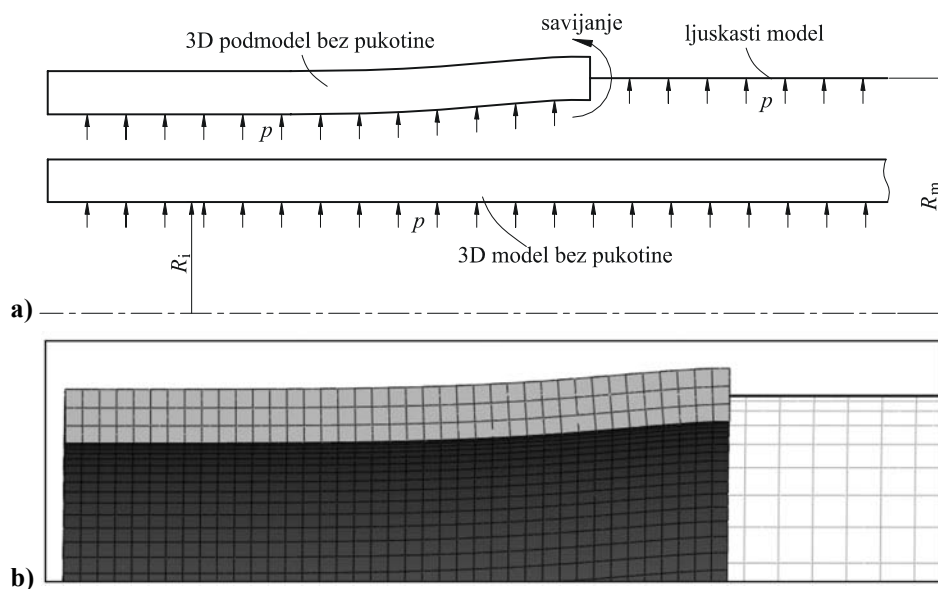 savijanje
3D podmodel bez pukotine
ljuskasti model
p
p
R_m
p
R_i
3D model bez pukotine
a)
b)